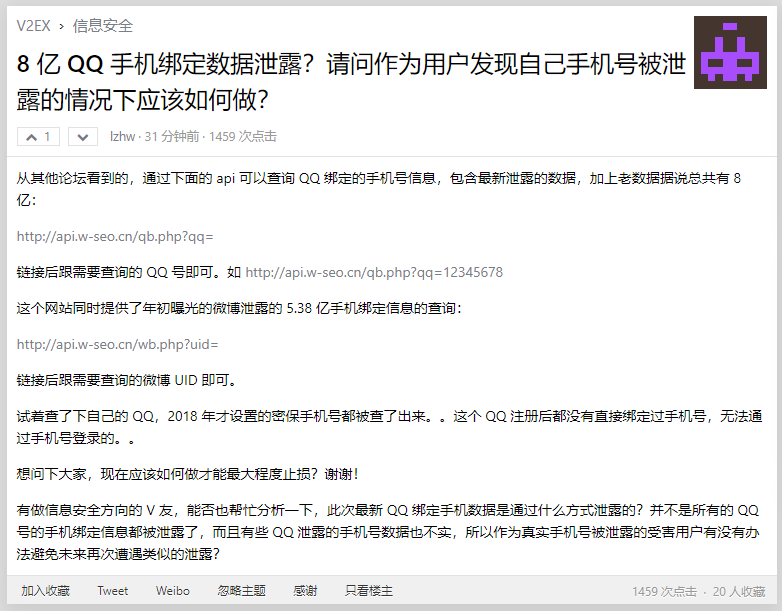 V2EX › 信息安全
8 亿 QQ 手机绑定数据泄露？请问作为用户发现自己手机号被泄
露的情况下应该如何做？
1 lzhw · 31 分钟前 · 1459 次点击
从其他论坛看到的，通过下面的 api 可以查询 QQ 绑定的手机号信息，包含最新泄露的数据，加上老数据据说总共有 8
亿：
http://api.w-seo.cn/qb.php?qq=
链接后跟需要查询的 QQ 号即可。如 http://api.w-seo.cn/qb.php?qq=12345678
这个网站同时提供了年初曝光的微博泄露的 5.38 亿手机绑定信息的查询：
http://api.w-seo.cn/wb.php?uid=
链接后跟需要查询的微博 UID 即可。
试着查了下自己的 QQ，2018 年才设置的密保手机号都被查了出来。。这个 QQ 注册后都没有直接绑定过手机号，无法通
过手机号登录的。。
想问下大家，现在应该如何做才能最大程度止损？谢谢！
有做信息安全方向的 V 友，能否也帮忙分析一下，此次最新 QQ 绑定手机数据是通过什么方式泄露的？并不是所有的 QQ
号的手机绑定信息都被泄露了，而且有些 QQ 泄露的手机号数据也不实，所以作为真实手机号被泄露的受害用户有没有办
法避免未来再次遭遇类似的泄露？
加入收藏 Tweet Weibo 忽略主题 感谢 只看楼主 1459 次点击 · 20 人收藏